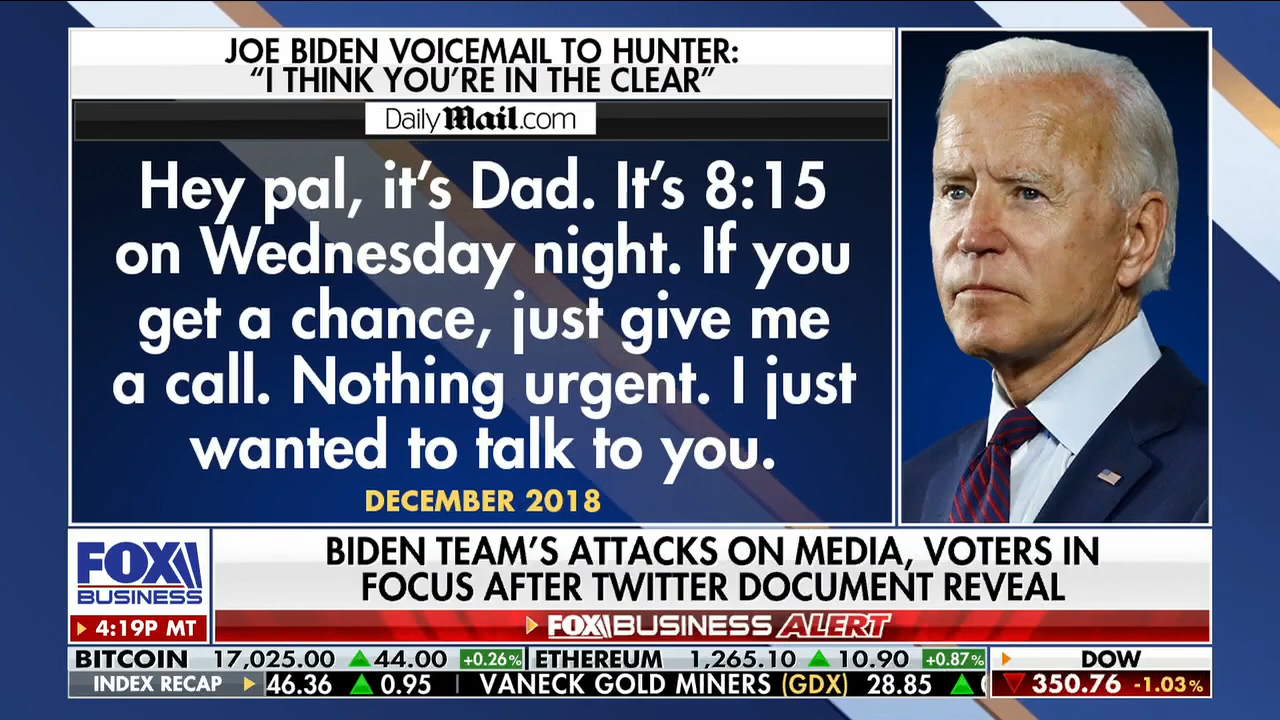 JOE BIDEN VOICEMAIL TO HUNTER:
“I THINK YOU’RE IN THE CLEAR”
DailyMail.com
Hey pal, it’s Dad. It’s 8:15
on Wednesday night. If you
get a chance, just give me
a call. Nothing urgent. I just
wanted to talk to you.
DECEMBER 2018
FOX
BUSINESS
4:19P MT
BIDEN TEAM’S ATTACKS ON MEDIA, VOTERS IN
FOCUS AFTER TWITTER DOCUMENT REVEAL
FOX BUSINESS ALERT
BITCOIN 17,025.00 44.00 +0.26% ETHEREUM 1,265.10 10.90 +0.87% DOW
INDEX RECAP 46.36 0.95 VANECK GOLD MINERS (GDX) 28.85 350.76 -1.03%